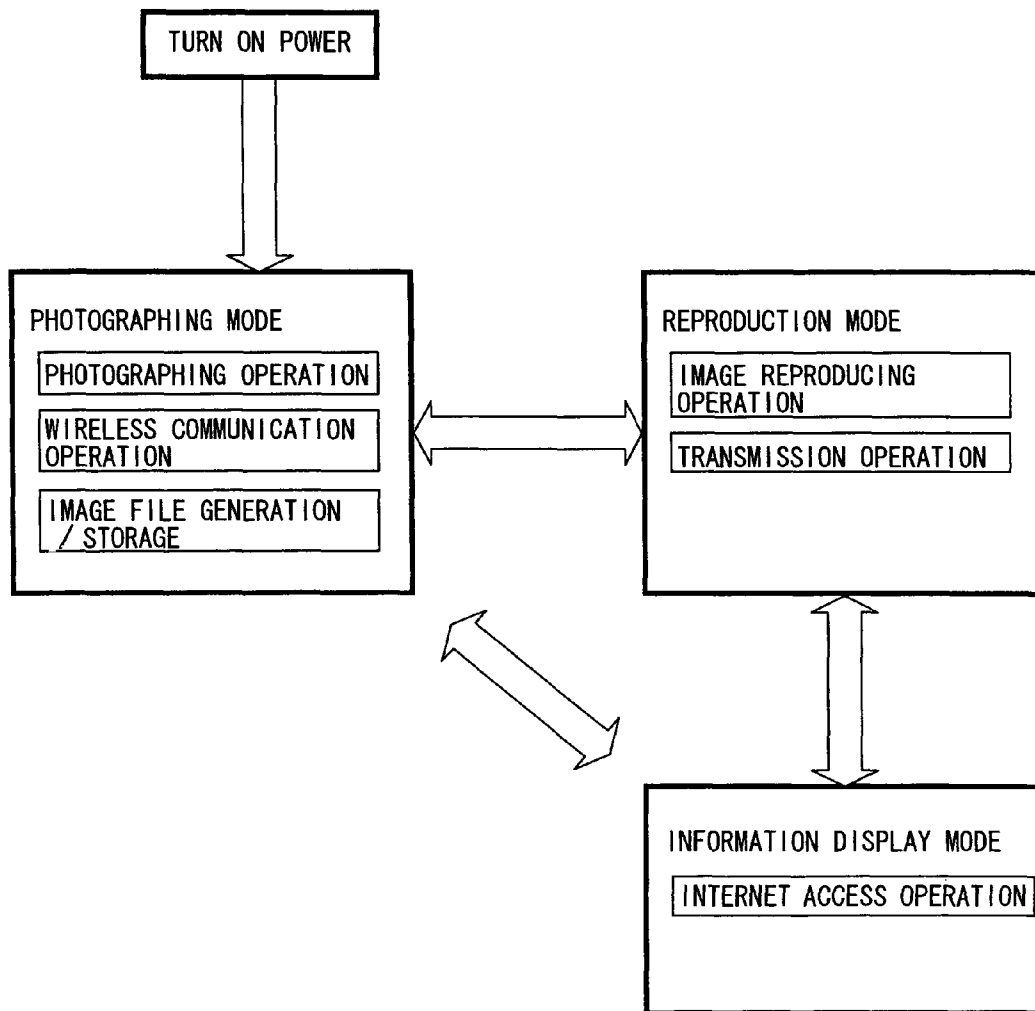 TURN ON POWER
PHOTOGRAPHING MODE
PHOTOGRAPHING OPERATION
WIRELESS COMMUNICATION
OPERATION
IMAGE FILE GENERATION
/ STORAGE
REPRODUCTION MODE
IMAGE REPRODUCING
OPERATION
TRANSMISSION OPERATION
INFORMATION DISPLAY MODE
INTERNET ACCESS OPERATION